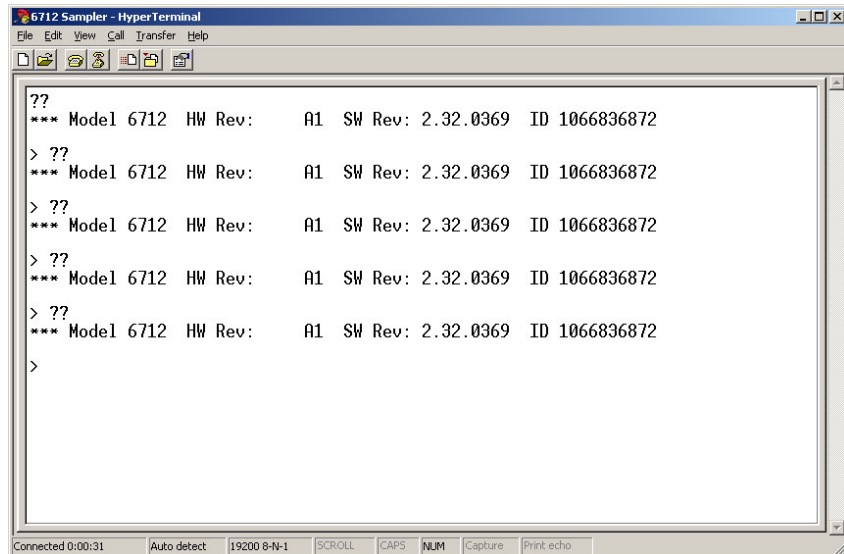 6712 Sampler - HyperTerminal
File Edit View Call Transfer Help
??
*** Model 6712 HW Rev: A1 SW Rev: 2.32.0369 ID 1066836872
> ??
*** Model 6712 HW Rev: A1 SW Rev: 2.32.0369 ID 1066836872
> ??
*** Model 6712 HW Rev: A1 SW Rev: 2.32.0369 ID 1066836872
> ??
*** Model 6712 HW Rev: A1 SW Rev: 2.32.0369 ID 1066836872
> ??
*** Model 6712 HW Rev: A1 SW Rev: 2.32.0369 ID 1066836872
>
Connected 0:00:31 Auto detect 19200 8-N-1 SCROLL CAPS NUM Capture Print echo